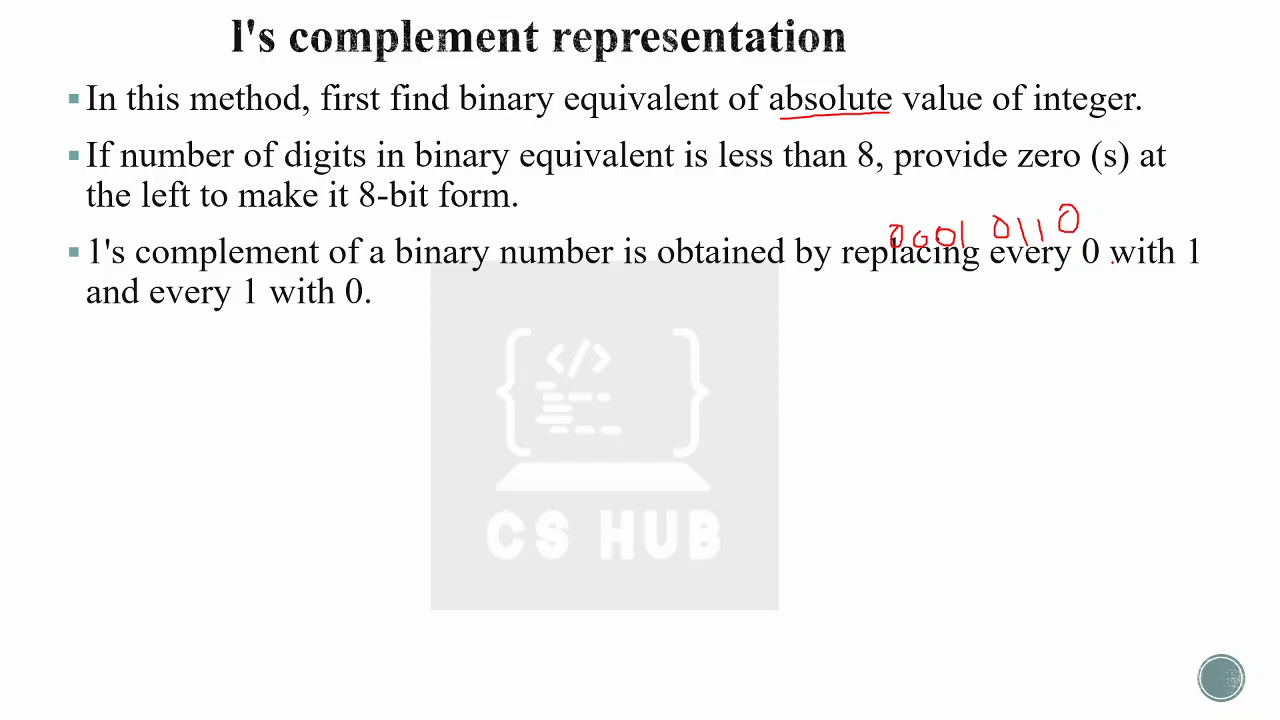 1's complement representation
▪ In this method, first find binary equivalent of absolute value of integer.
▪ If number of digits in binary equivalent is less than 8, provide zero (s) at
the left to make it 8-bit form.
0001 0110
▪ 1's complement of a binary number is obtained by replacing every 0 with 1
and every 1 with 0.
{ </> }
CS HUB